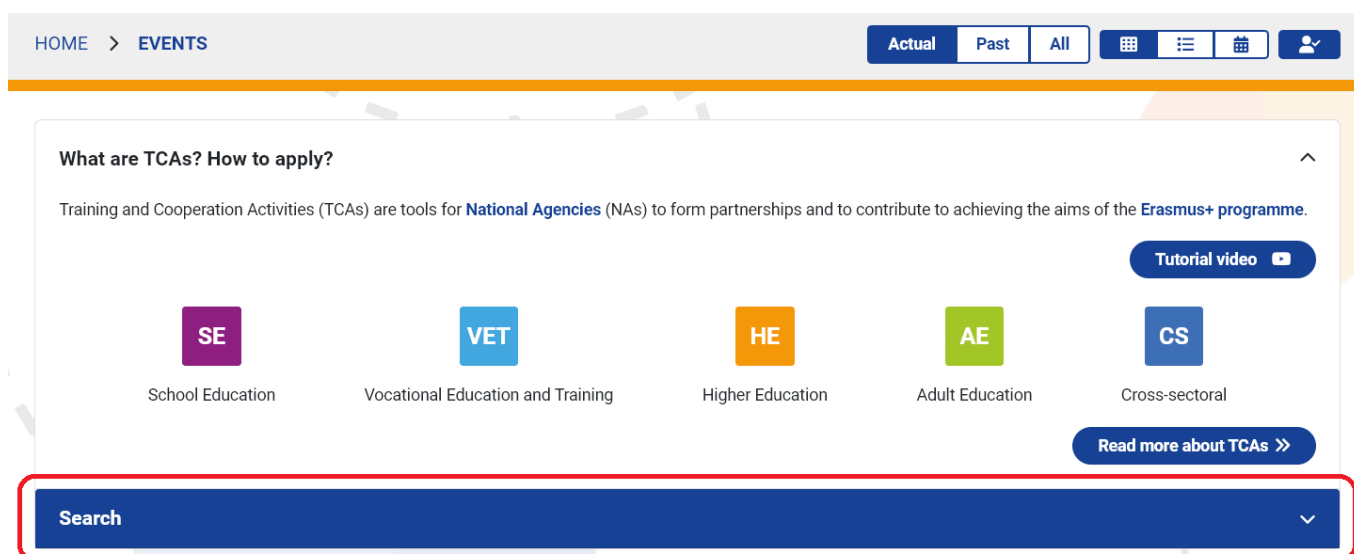 HOME > EVENTS Actual Past All
What are TCAs? How to apply?
Training and Cooperation Activities (TCAs) are tools for National Agencies (NAs) to form partnerships and to contribute to achieving the aims of the Erasmus+ programme.
Tutorial video
SE VET HE AE CS
School Education Vocational Education and Training Higher Education Adult Education Cross-sectoral
Read more about TCAs »
Search